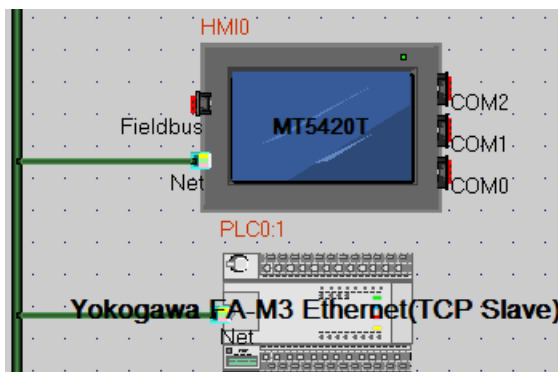 HMI0
COM2
Fieldbus
MT5420T
COM1
Net
COM0
PLC0:1
Yokogawa FA-M3 Ethernet(TCP Slave)
Net